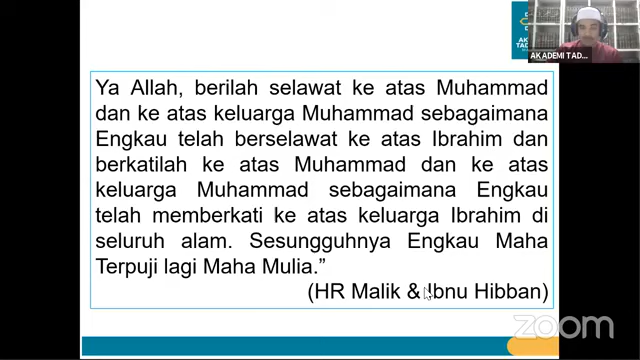 AKADEMI TAD...
Ya Allah, berilah selawat ke atas Muhammad
dan ke atas keluarga Muhammad sebagaimana
Engkau telah berselawat ke atas Ibrahim dan
berkatilah ke atas Muhammad dan ke atas
keluarga Muhammad sebagaimana Engkau
telah memberkati ke atas keluarga Ibrahim di
seluruh alam. Sesungguhnya Engkau Maha
Terpuji lagi Maha Mulia.”
(HR Malik & Ibnu Hibban)
zoom